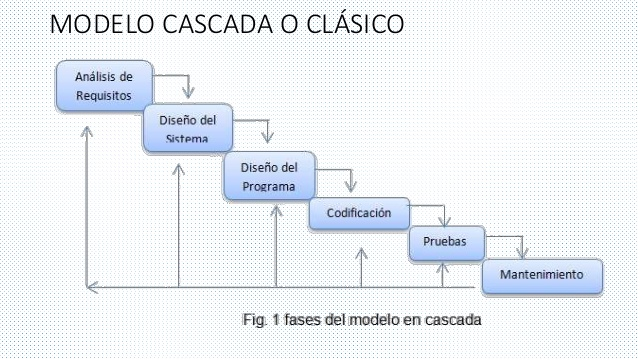 MODELO CASCADA O CLÁSICO
Análisis de
Requisitos
Diseño del
Sistema
Diseño del
Programa
Codificación
Pruebas
Mantenimiento
Fig. 1 fases del modelo en cascada